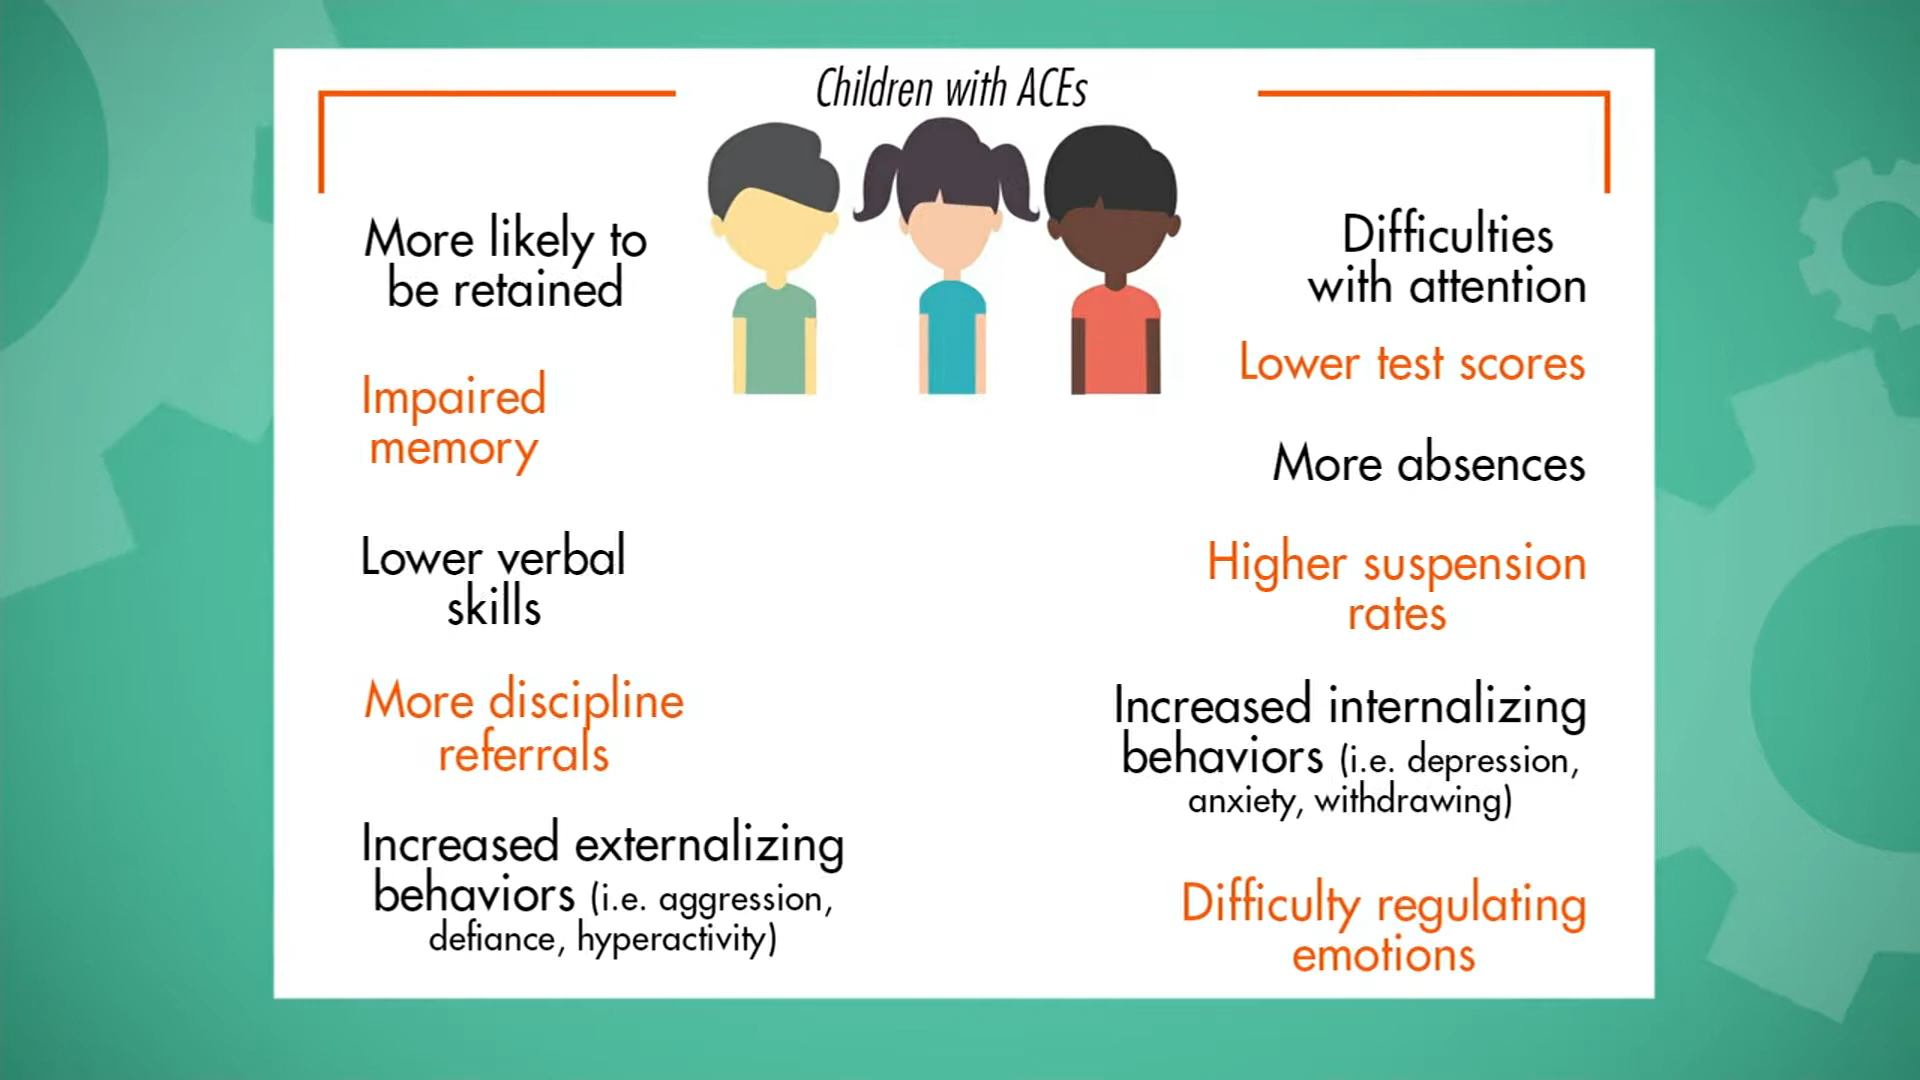 Children with ACEs
More likely to
be retained
Impaired
memory
Lower verbal
skills
More discipline
referrals
Increased externalizing
behaviors (i.e. aggression,
defiance, hyperactivity)
Difficulties
with attention
Lower test scores
More absences
Higher suspension
rates
Increased internalizing
behaviors (i.e. depression,
anxiety, withdrawing)
Difficulty regulating
emotions